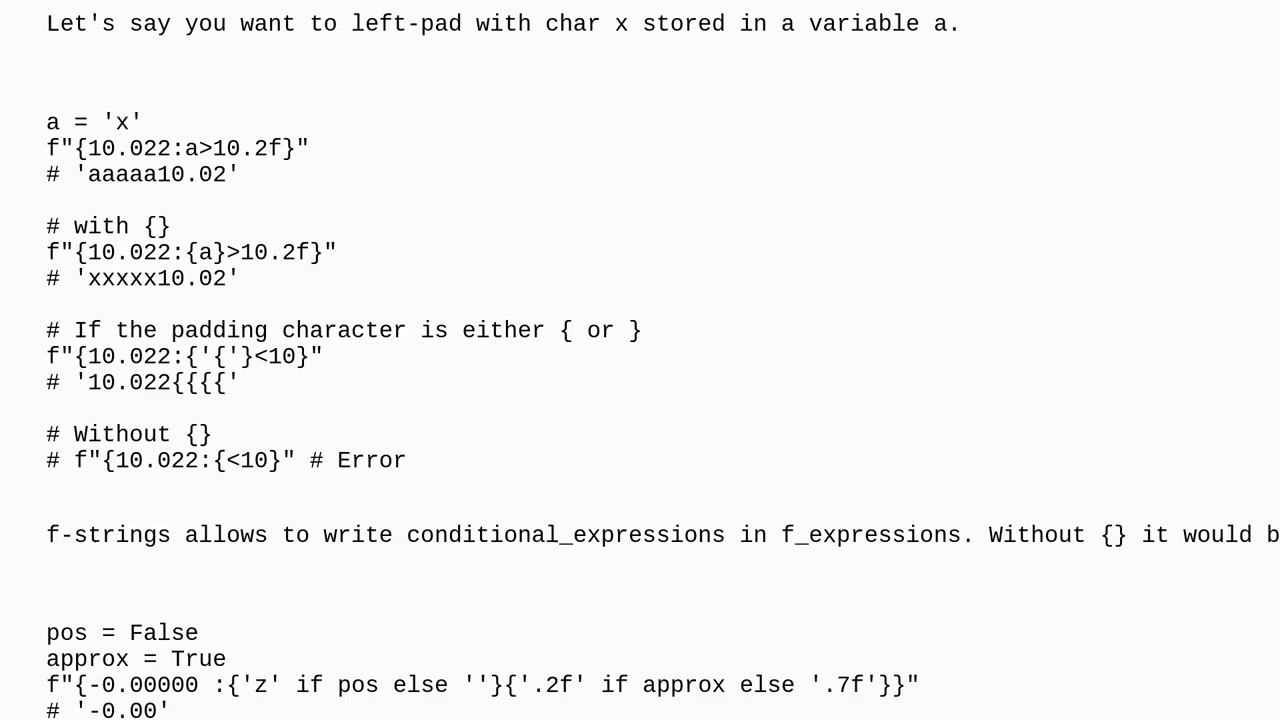 Let's say you want to left-pad with char x stored in a variable a.
a = 'x'
f"{10.022:a>10.2f}"
# 'aaaaa10.02'
# with {}
f"{10.022:{a}>10.2f}"
# 'xxxxx10.02'
# If the padding character is either { or }
f"{10.022:{'{'}<10}"
# '10.022{{{{'
# Without {}
# f"{10.022:{<10}" # Error
f-strings allows to write conditional_expressions in f_expressions. Without {} it would b
pos = False
approx = True
f"{-0.00000 :{'z' if pos else ''}{'.2f' if approx else '.7f'}}"
# '-0.00'